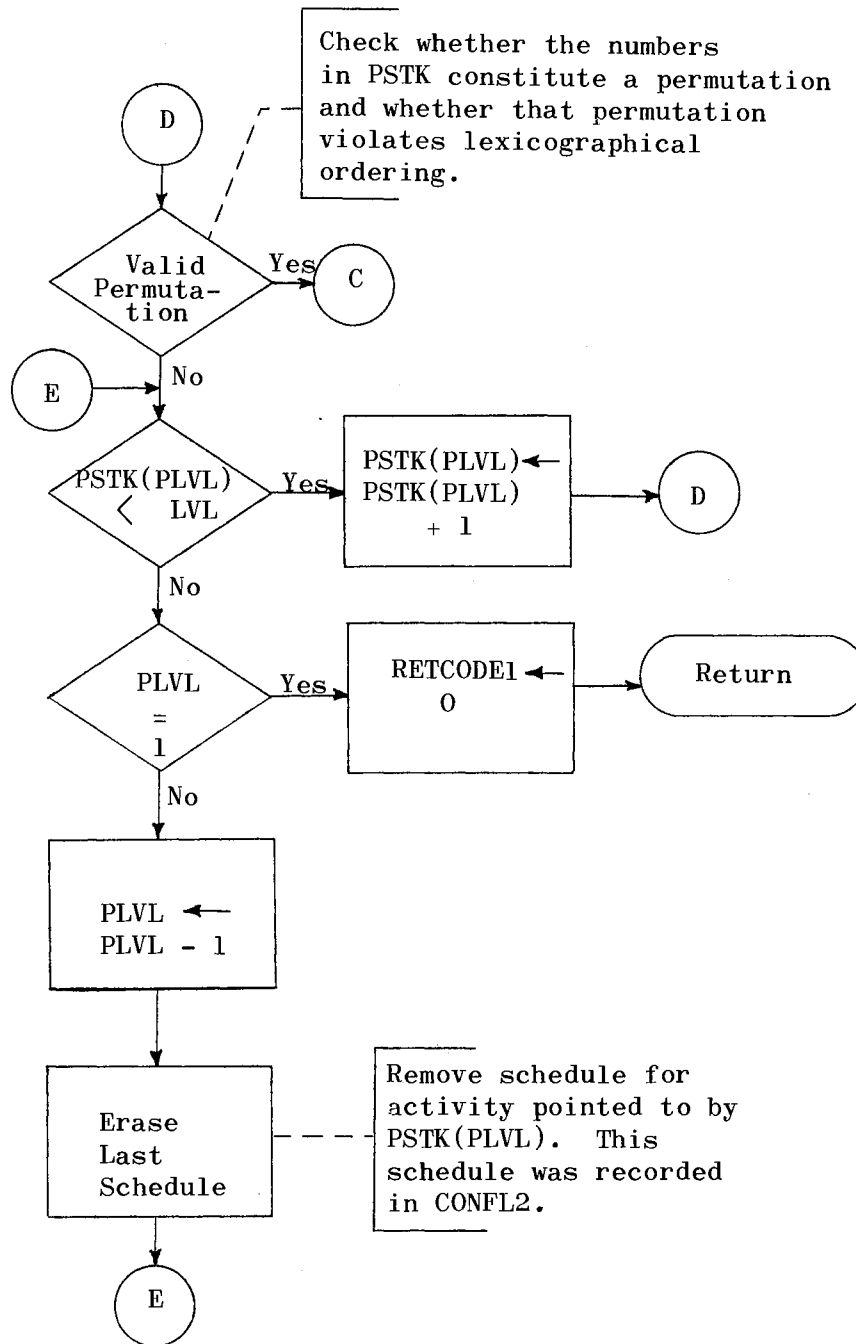 Check whether the numbers
in PSTK constitute a permutation
and whether that permutation
violates lexicographical
ordering.
D
Valid
Permuta-
tion
Yes
C
No
E
PSTK(PLVL)
< LVL
Yes
PSTK(PLVL) ←
PSTK(PLVL)
+ 1
D
No
PLVL
=
1
Yes
RETCODE1 ←
0
Return
No
PLVL ←
PLVL - 1
Erase
Last
Schedule
Remove schedule for
activity pointed to by
PSTK(PLVL). This
schedule was recorded
in CONFL2.
E